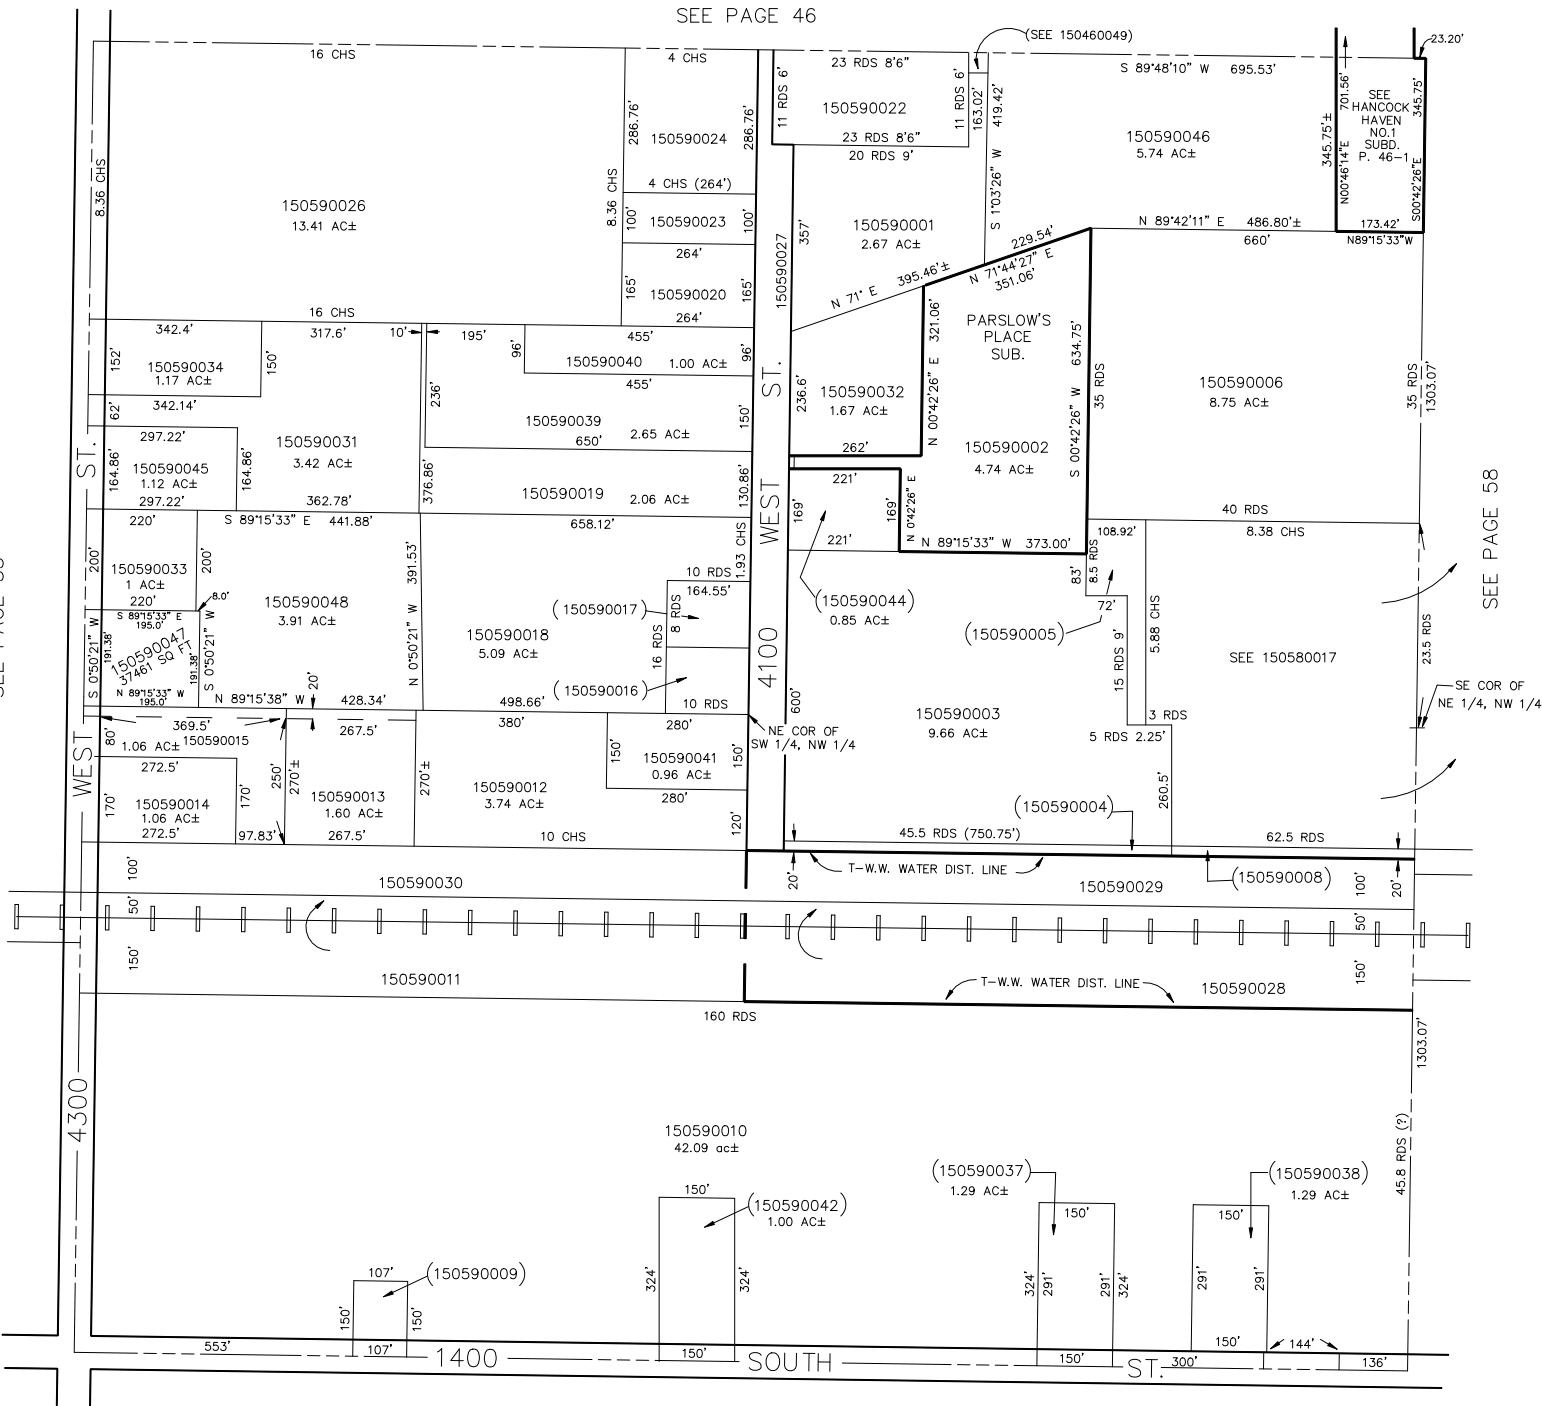 SEE PAGE 46
(SEE 150460049)
23.20'
16 CHS
4 CHS
23 RDS 8'6"
S 89°48'10" W 695.53'
8.36 CHS
286.76'
150590024
286.76'
11 RDS 6'
150590022
11 RDS 6'
163.02'
419.42'
S 1°03'26" W
150590046
5.74 AC±
345.75'±
701.56'
N00°46'14"E
SEE
HANCOCK
HAVEN
NO.1
SUBD.
P. 46-1
345.75'
S00°42'26"E
173.42'
N89°15'33"W
23 RDS 8'6"
20 RDS 9'
150590026
13.41 AC±
8.36 CHS
4 CHS (264')
100'
150590023
100'
264'
165'
150590020
165'
264'
150590027
357'
150590001
2.67 AC±
N 89°42'11" E 486.80'±
660'
229.54'
N 71°44'27" E
351.06'
N 71° E 395.46'±
16 CHS
342.4'
317.6'
10'
195'
455'
152'
150590034
1.17 AC±
150'
342.14'
62'
96'
150590040 1.00 AC±
96'
455'
236'
150590039
2.65 AC±
650'
150'
ST.
236.6'
150590032
1.67 AC±
262'
321.06'
N 00°42'26" E
PARSLOW'S
PLACE
SUB.
634.75'
S 00°42'26" W
150590002
4.74 AC±
35 RDS
150590006
8.75 AC±
35 RDS
1303.07'
ST.
297.22'
164.86'
150590045
1.12 AC±
297.22'
164.86'
150590031
3.42 AC±
362.78'
376.86'
150590019 2.06 AC±
130.86'
658.12'
WEST
221'
169'
169'
221'
N 0°42'26" E
N 89°15'33" W 373.00'
40 RDS
8.38 CHS
SEE PAGE 58
220'
200'
150590033
1 AC±
220'
200'
S 89°15'33" E 441.88'
8.0'
150590048
3.91 AC±
391.53'
N 0°50'21" W
150590018
5.09 AC±
1.93 CHS
10 RDS
164.55'
(150590017)
8 RDS
16 RDS
(150590016)
10 RDS
(150590044)
0.85 AC±
108.92'
8.5 RDS
83'
72'
(150590005)
15 RDS 9'
5.88 CHS
3 RDS
5 RDS 2.25'
SEE 150580017
23.5 RDS
SE COR OF
NE 1/4, NW 1/4
S 89°15'33" E
195.0'
S 0°50'21" W
191.38'
150590047
37461 SQ FT
191.38'
S 0°50'21" W
N 89°15'33" W
195.0'
N 89°15'38" W 428.34'
20'
498.66'
4100
600'
150590003
9.66 AC±
NE COR OF
SW 1/4, NW 1/4
369.5'
80'
1.06 AC± 150590015
272.5'
170'
150590014
1.06 AC±
272.5'
170'
97.83'
250'
270'±
267.5'
150590013
1.60 AC±
267.5'
270'±
380'
150590012
3.74 AC±
10 CHS
280'
150'
150590041
0.96 AC±
150'
280'
120'
WEST
(150590004)
260.5'
45.5 RDS (750.75')
62.5 RDS
20'
T-W.W. WATER DIST. LINE
(150590008)
20'
100'
150590030
150590029
100'
50'
50'
150'
150590011
T-W.W. WATER DIST. LINE
150590028
150'
160 RDS
1303.07'
4300
150590010
42.09 ac±
45.8 RDS (?)
150'
(150590042)
1.00 AC±
324'
324'
(150590037)
1.29 AC±
150'
324'
291'
291'
324'
(150590038)
1.29 AC±
150'
291'
291'
107'
(150590009)
150'
150'
553'
107'
1400
150'
SOUTH
150'
ST.
300'
150'
144'
136'